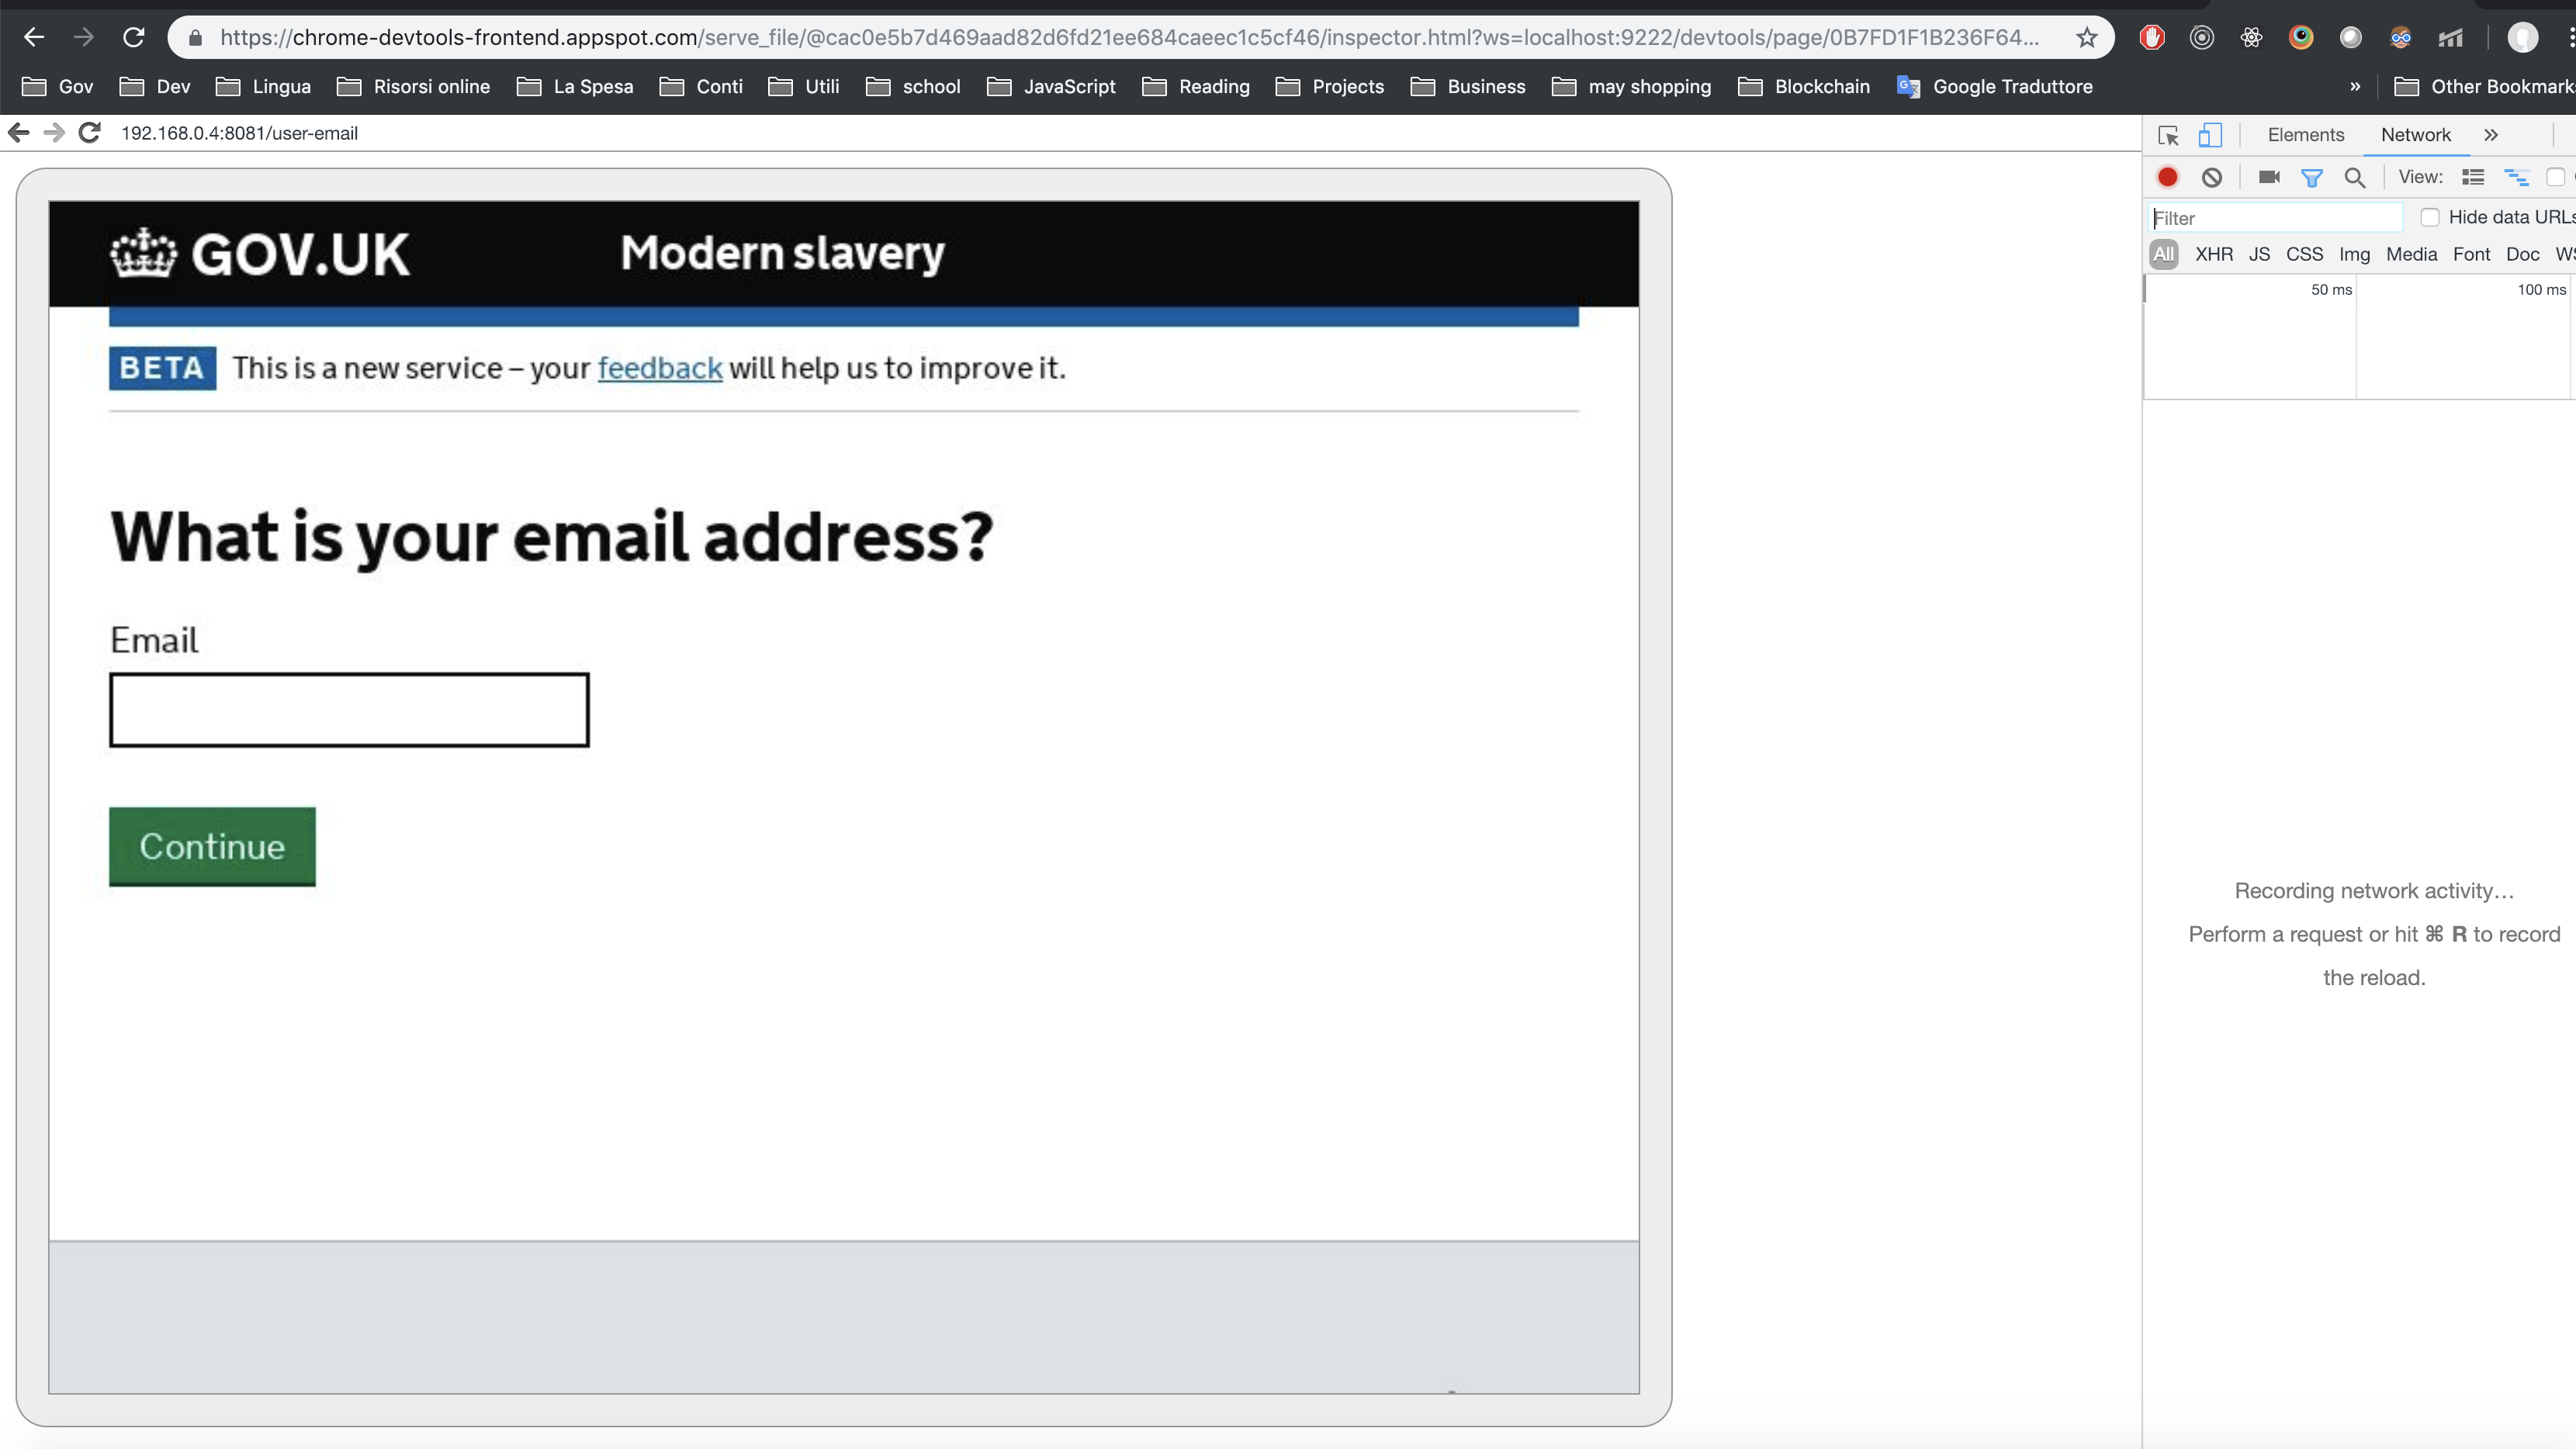 https://chrome-devtools-frontend.appspot.com/serve_file/@cac0e5b7d469aad82d6fd21ee684caeec1c5cf46/inspector.html?ws=localhost:9222/devtools/page/0B7FD1F1B236F64...
Gov Dev Lingua Risorsi online La Spesa Conti Utili school JavaScript Reading Projects Business may shopping Blockchain Google Traduttore » Other Bookmark
192.168.0.4:8081/user-email
Elements Network »
View:
Filter Hide data URLs
All XHR JS CSS Img Media Font Doc WS
50 ms 100 ms
GOV.UK Modern slavery
BETA This is a new service – your feedback will help us to improve it.
What is your email address?
Email
Continue
Recording network activity…
Perform a request or hit ⌘ R to record
the reload.